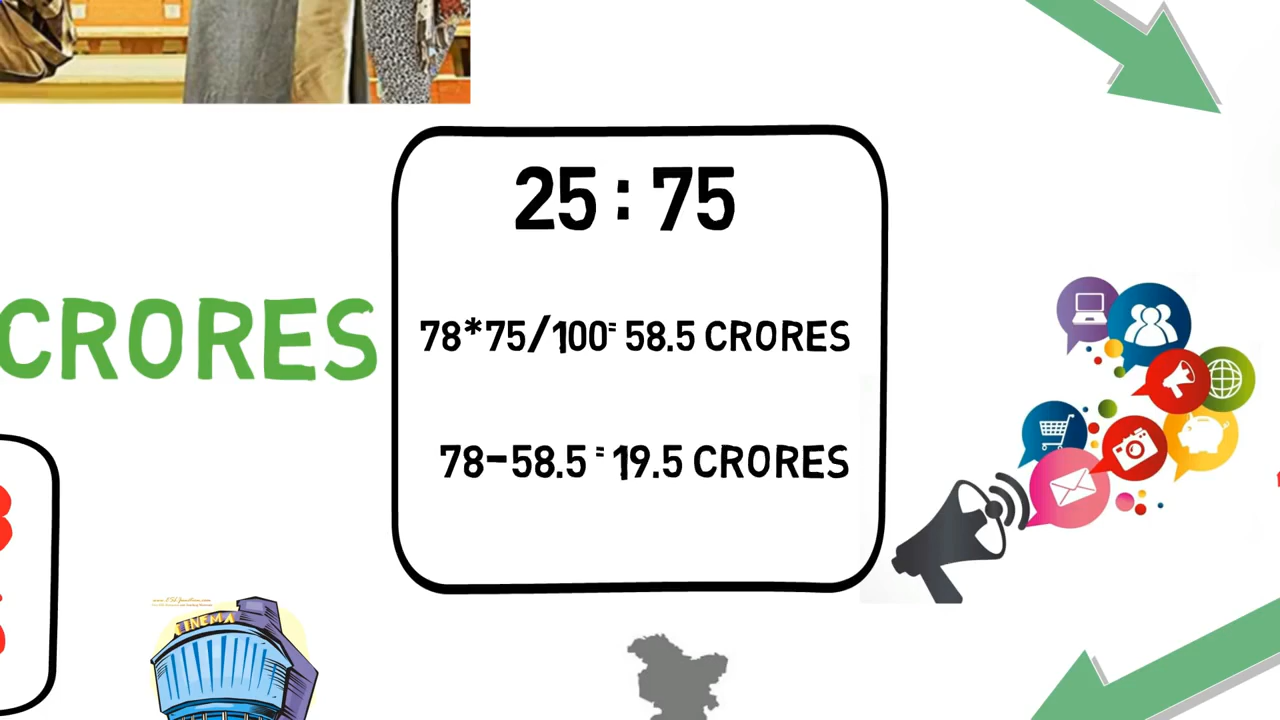 25 : 75
CRORES
78*75/100= 58.5 CRORES
78-58.5 = 19.5 CRORES
CINEMA